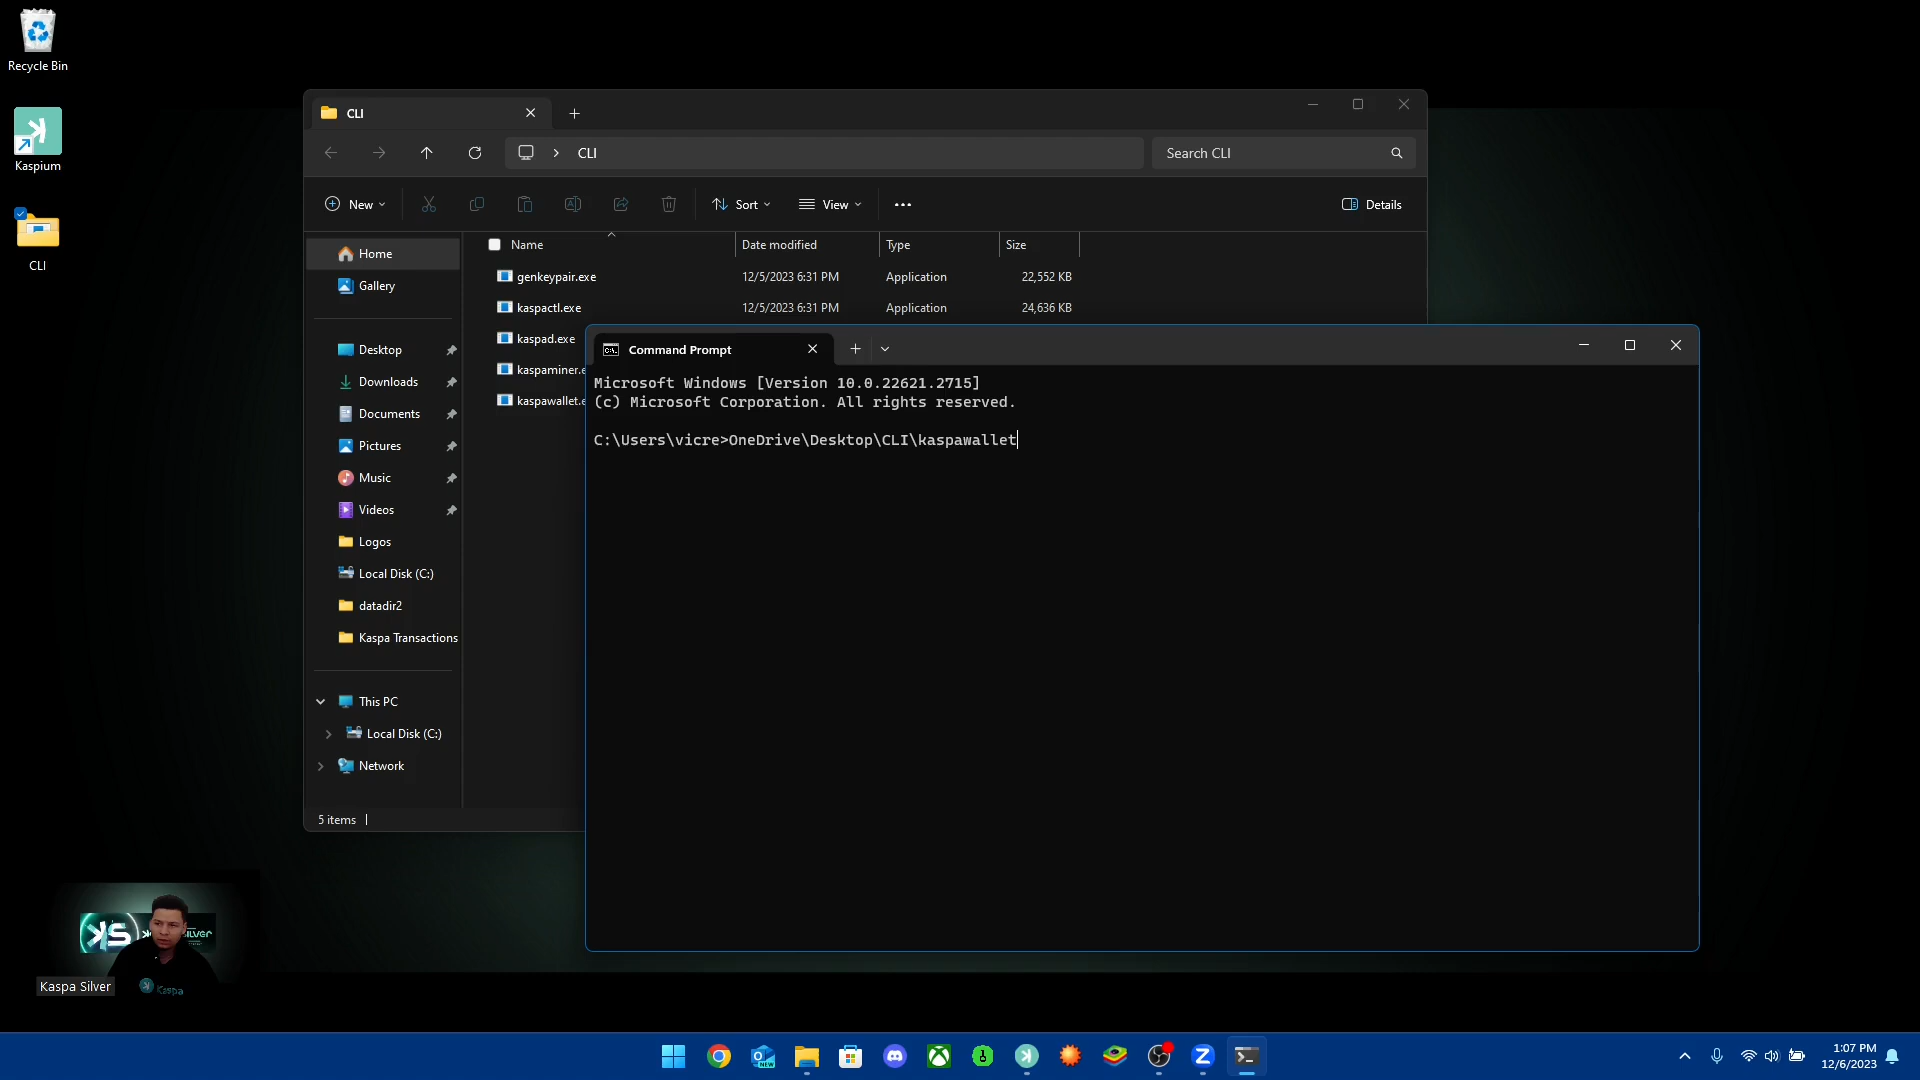 Recycle Bin
Kaspium
CLI
CLI
CLI
Search CLI
New
Sort
View
Details
Name
Date modified
Type
Size
genkeypair.exe
12/5/2023 6:31 PM
Application
22,552 KB
kaspactl.exe
12/5/2023 6:31 PM
Application
24,636 KB
kaspad.exe
kaspaminer.e
kaspawallet.e
Home
Gallery
Desktop
Downloads
Documents
Pictures
Music
Videos
Logos
Local Disk (C:)
datadir2
Kaspa Transactions
This PC
Local Disk (C:)
Network
5 items
Command Prompt
Microsoft Windows [Version 10.0.22621.2715]
(c) Microsoft Corporation. All rights reserved.
C:\Users\vicre>OneDrive\Desktop\CLI\kaspawallet
Kaspa Silver
Kaspa
1:07 PM
12/6/2023